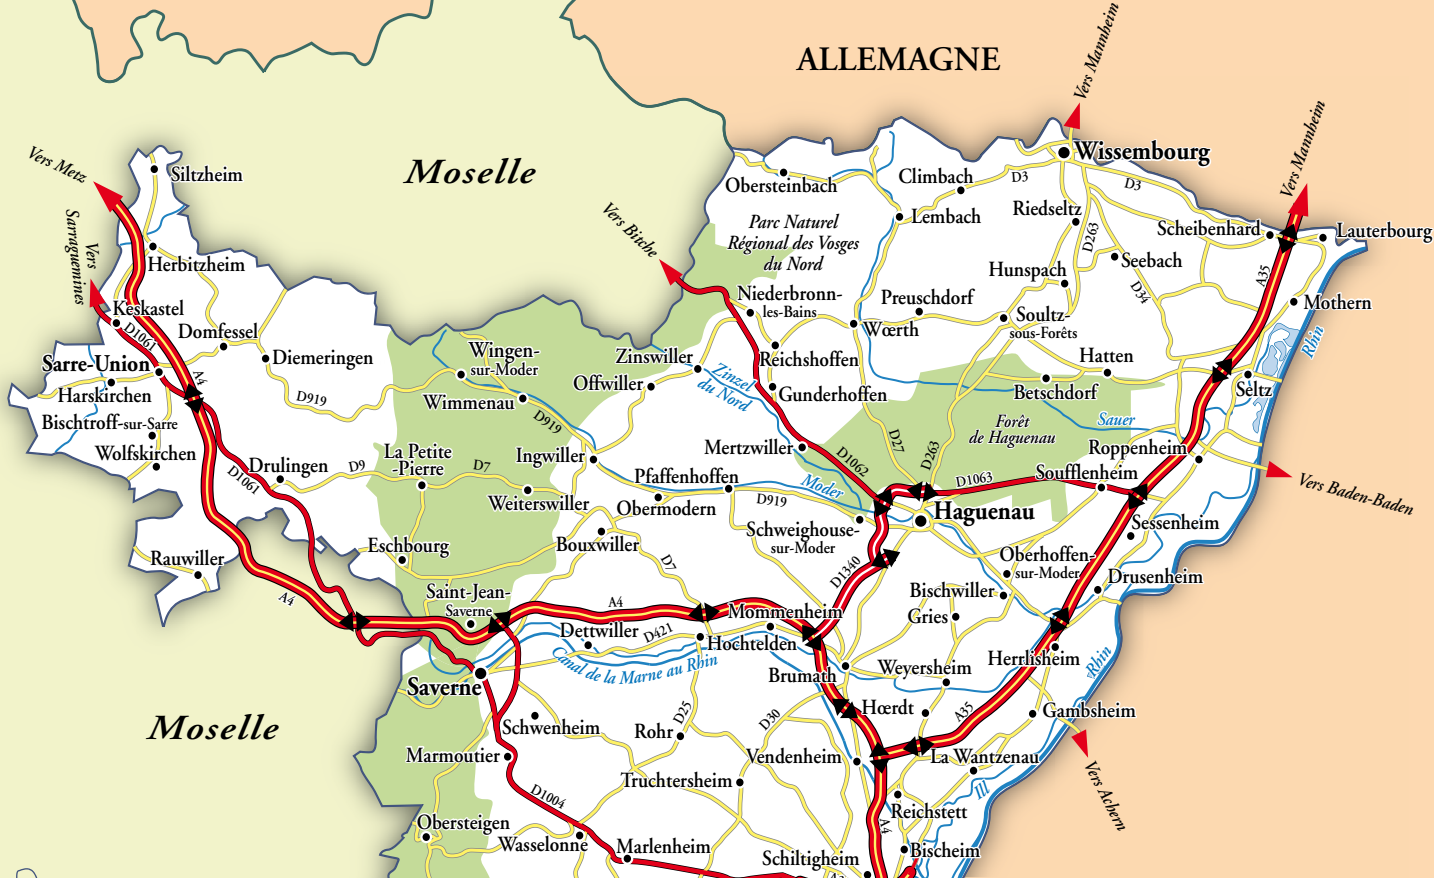 ALLEMAGNE
Vers Mannheim
Vers Mannheim
Vers Metz
Moselle
Siltzheim
Wissembourg
Obersteinbach
Climbach
D3
D3
Lembach
Riedseltz
Scheibenhard
Lauterbourg
Parc Naturel
Régional des Vosges
du Nord
Vers Bitche
Vers
Sarreguemines
D263
Seebach
Herbitzheim
Hunspach
A35
D34
Keskastel
Niederbronn-
les-Bains
Preuschdorf
Mothern
D1061
Domfessel
Wœrth
Soultz-
sous-Forêts
Rhin
Sarre-Union
Diemeringen
Wingen-
sur-Moder
Zinswiller
Reichshoffen
Hatten
A4
Harskirchen
Offwiller
Zinzel
du Nord
Gunderhoffen
Betschdorf
Seltz
D919
Wimmenau
D919
Bischtroff-sur-Sarre
Forêt
de Haguenau
Sauer
Wolfskirchen
Mertzwiller
D27
D263
Roppenheim
Drulingen
D9
La Petite
-Pierre
D7
Ingwiller
D1062
D1061
Pfaffenhoffen
Moder
D1063
Soufflenheim
Vers Baden-Baden
Weiterswiller
Obermodern
D919
Haguenau
Sessenheim
Schweighouse-
sur-Moder
Rauwiller
Eschbourg
Bouxwiller
D7
D1340
Oberhoffen-
sur-Moder
Drusenheim
A4
Saint-Jean-
Saverne
A4
Mommenheim
Bischwiller
Gries
Dettwiller
D421
Hochtelden
Herrlisheim
Rhin
Canal de la Marne au Rhin
Brumath
Weyersheim
Saverne
Moselle
Schwenheim
Rohr
D25
D30
Hœrdt
A35
Gambsheim
Marmoutier
Vendenheim
La Wantzenau
Vers Achern
Truchtersheim
Ill
D1004
Reichstett
A4
Obersteigen
Wasselonne
Marlenheim
Schiltigheim
Bischeim